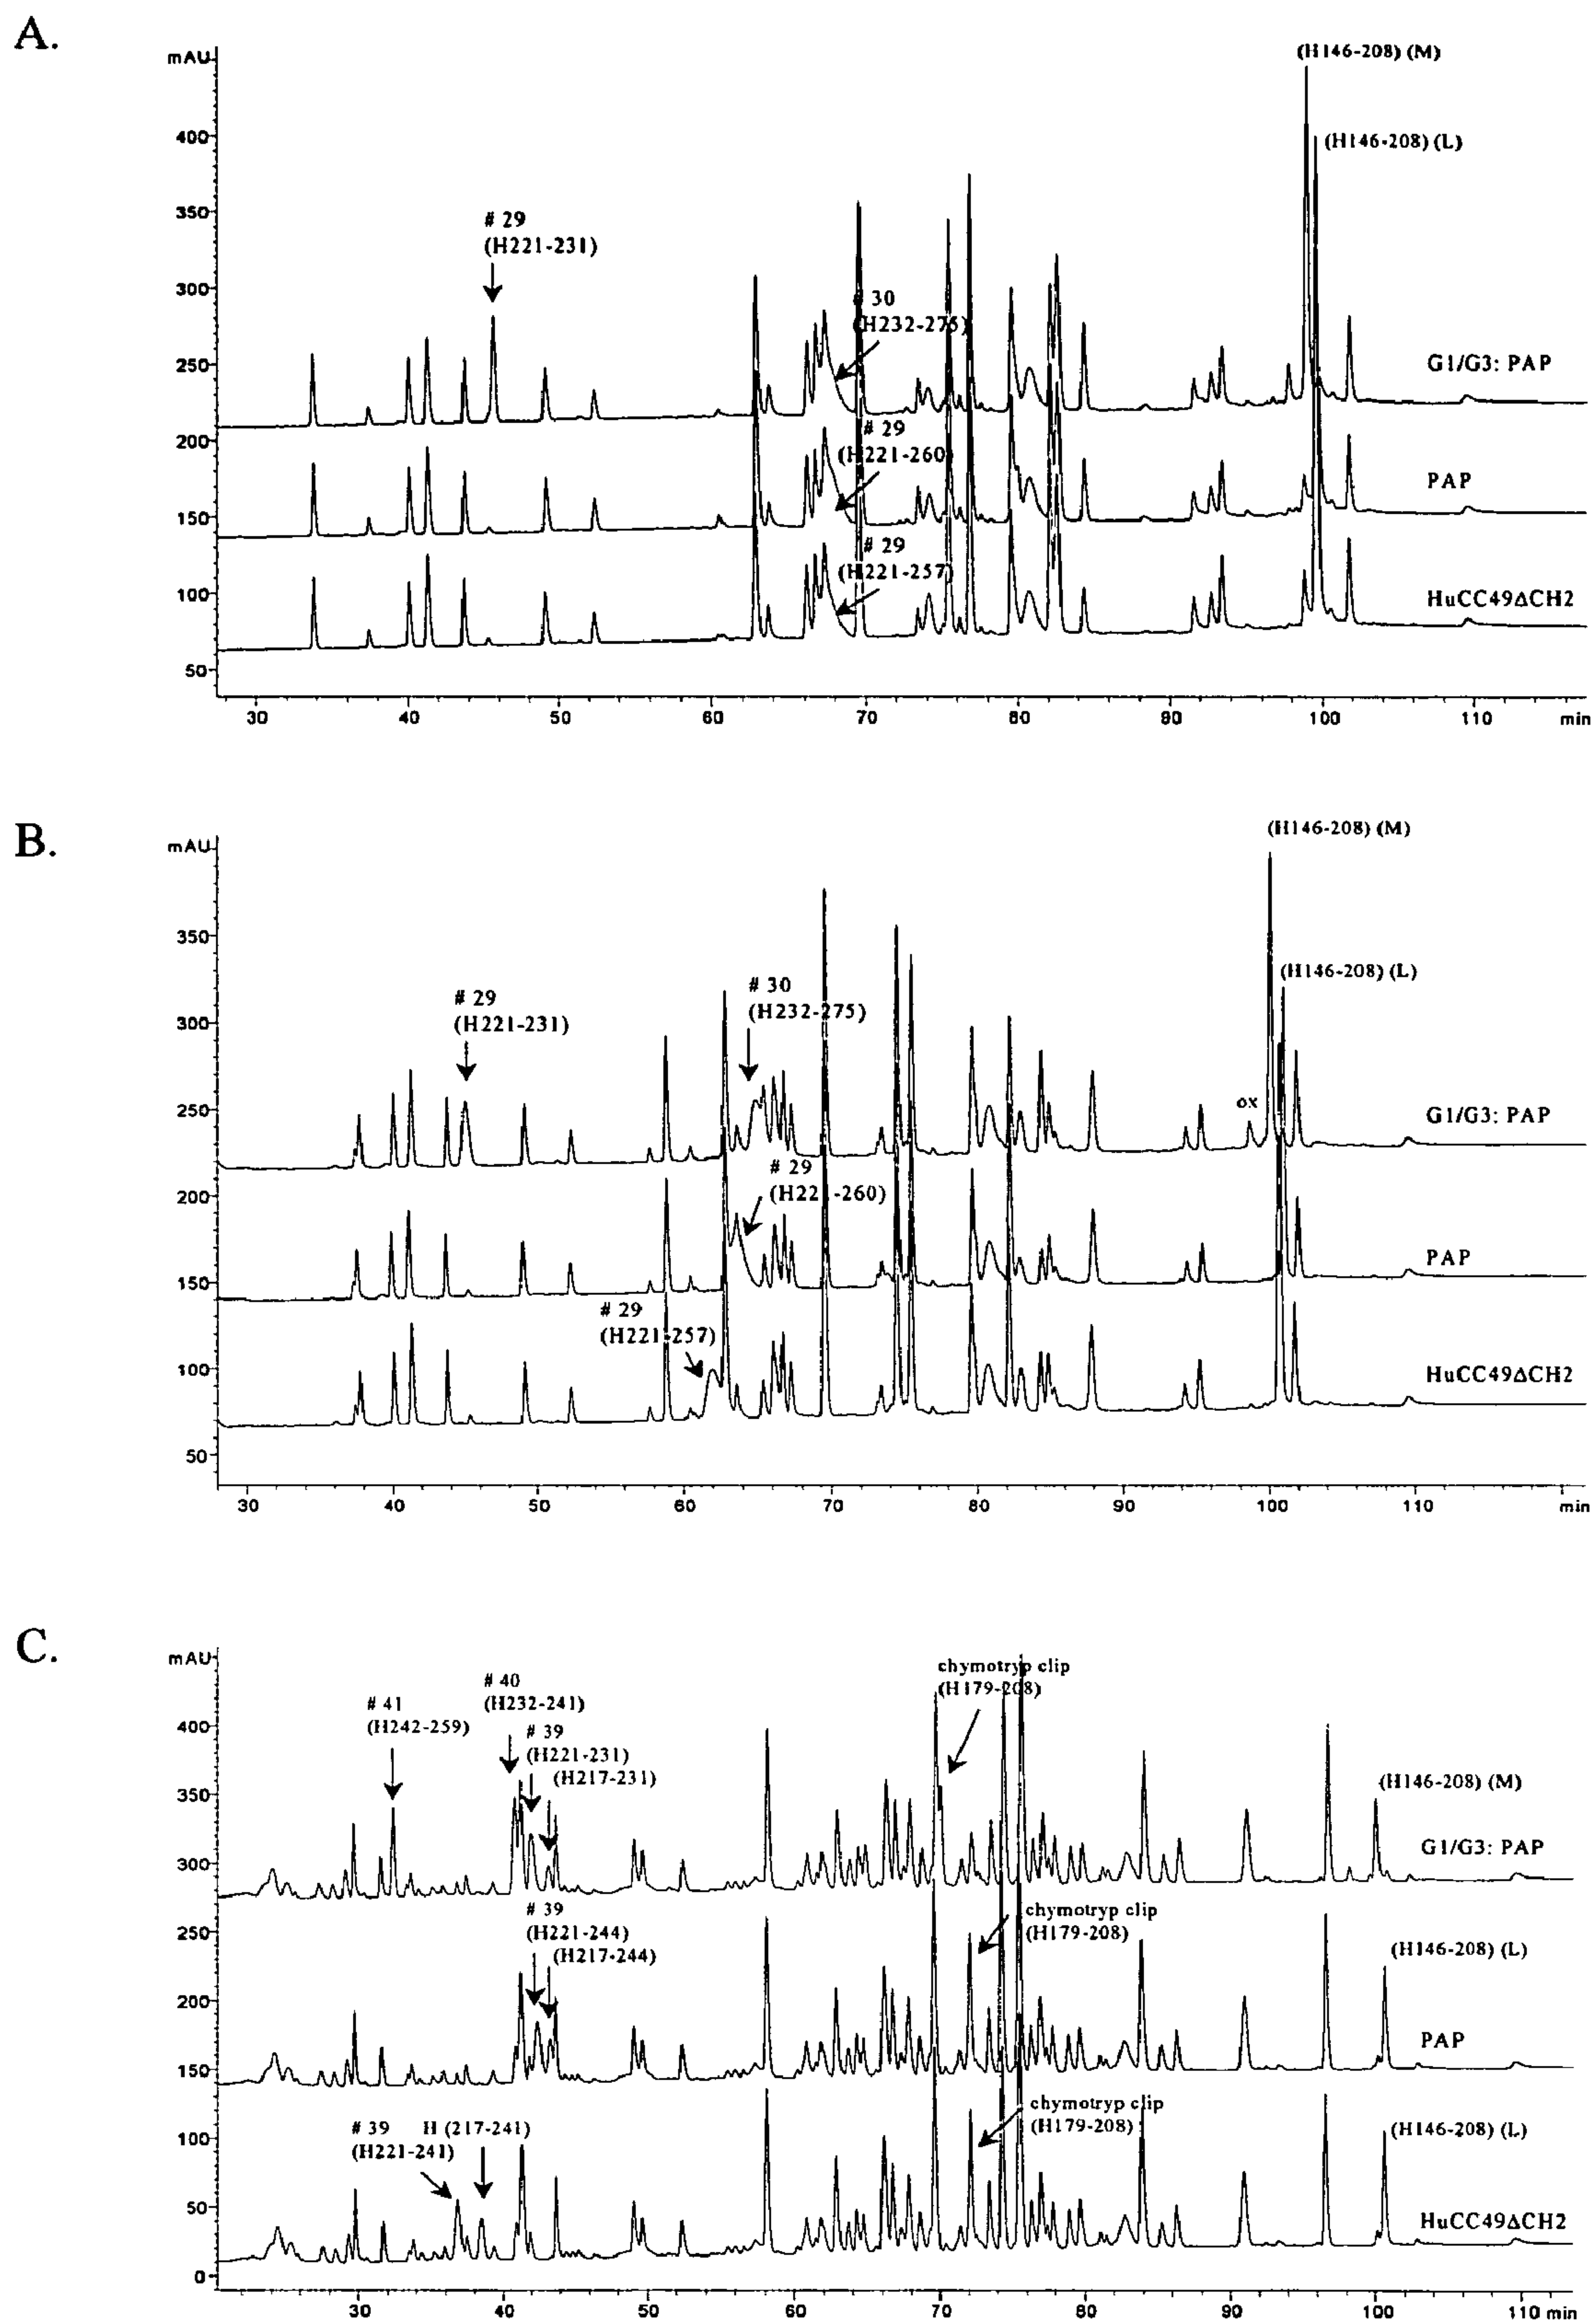 A.
mAU
(H146-208) (M)
400
(H146-208) (L)
350
# 29
(H221-231)
300
# 30
(H232-275)
250
G1/G3: PAP
200
# 29
(H221-260)
PAP
150
# 29
(H221-257)
100
HuCC49ΔCH2
50
30 40 50 60 70 80 90 100 110 min
B.
mAU
(H146-208) (M)
350
(H146-208) (L)
# 30
(H232-275)
# 29
(H221-231)
300
250
ox
G1/G3: PAP
200
# 29
(H221-260)
PAP
150
# 29
(H221-257)
100
HuCC49ΔCH2
50
30 40 50 60 70 80 90 100 110 min
C.
mAU
chymotryp clip
(H179-208)
# 40
(H232-241)
# 41
(H242-259)
400
# 39
(H221-231)
(H217-231)
350
(H146-208) (M)
300
G1/G3: PAP
# 39
(H221-244)
(H217-244)
250
chymotryp clip
(H179-208)
(H146-208) (L)
200
PAP
150
chymotryp clip
(H179-208)
# 39 H (217-241)
(H221-241)
100
(H146-208) (L)
50
HuCC49ΔCH2
0
30 40 50 60 70 80 90 100 110 min